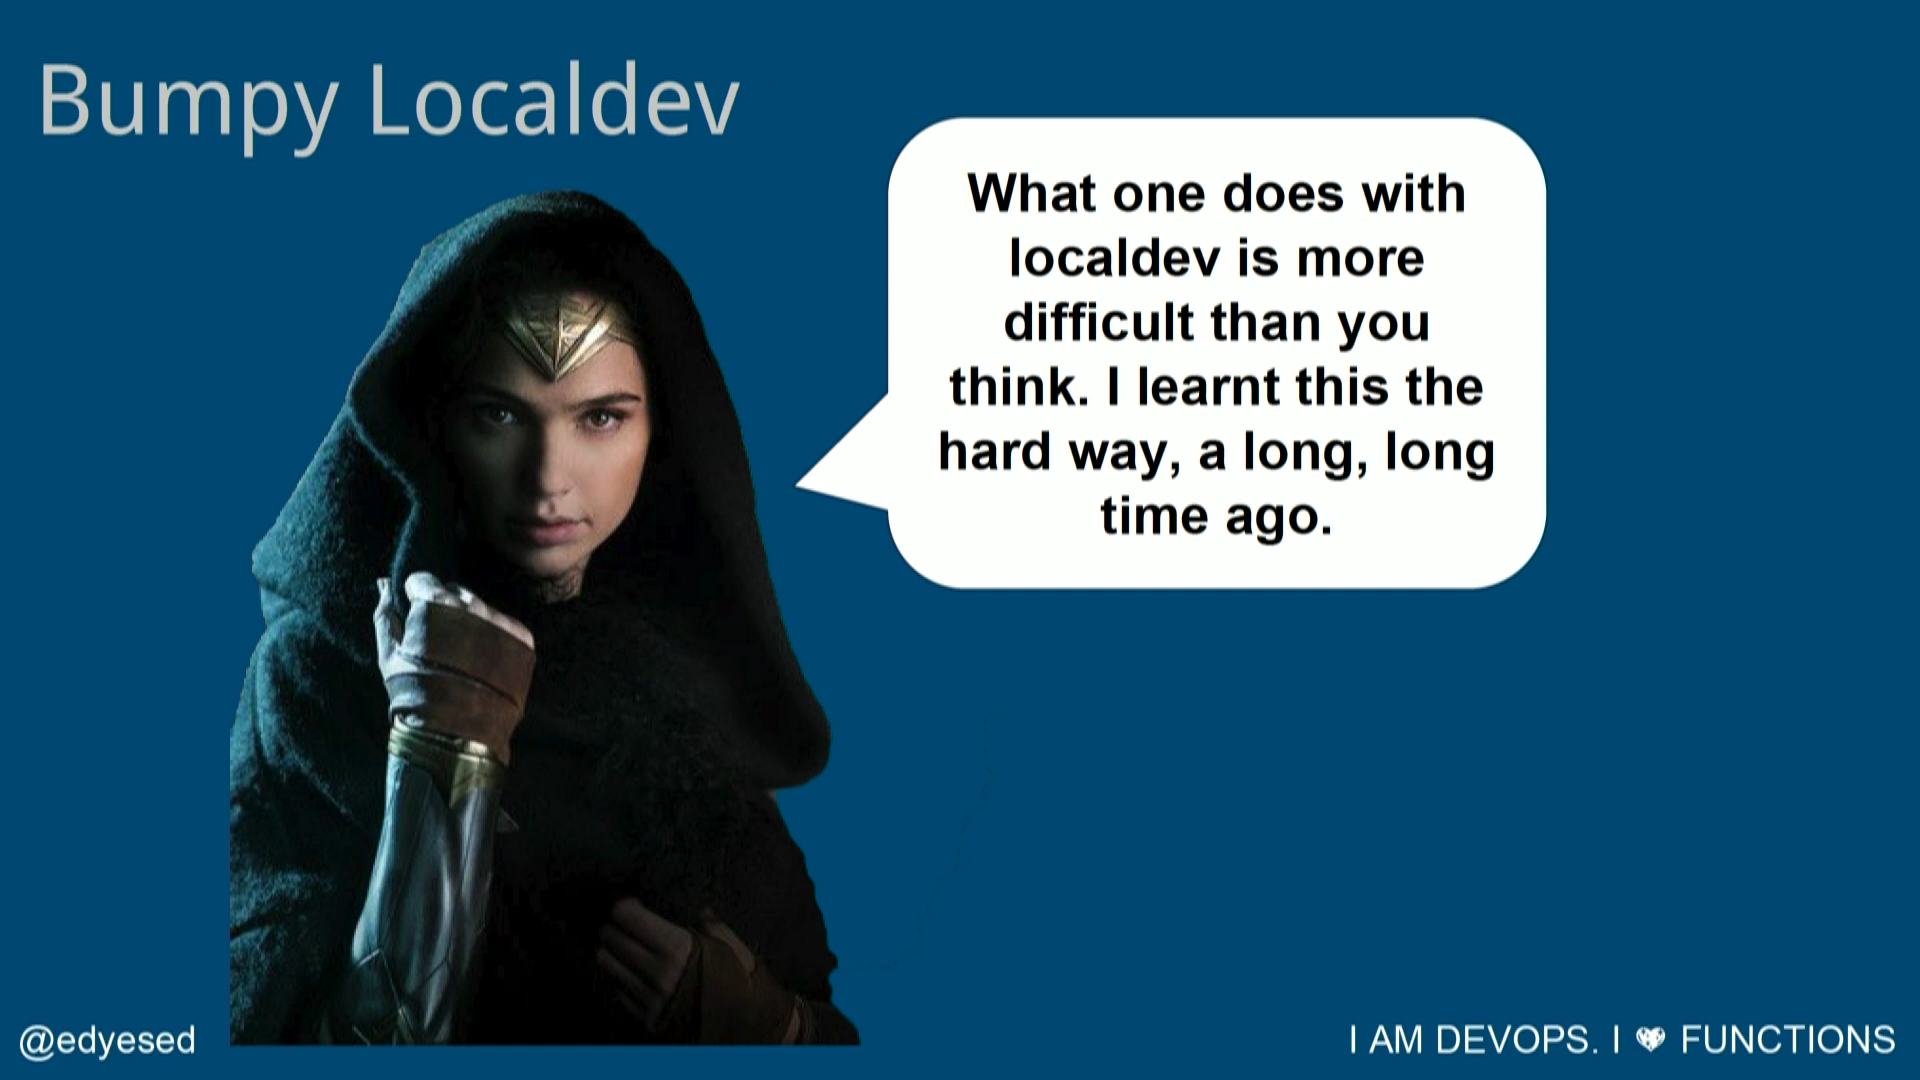 Bumpy Localdev
What one does with
localdev is more
difficult than you
think. I learnt this the
hard way, a long, long
time ago.
@edyesed
I AM DEVOPS. I 💖 FUNCTIONS